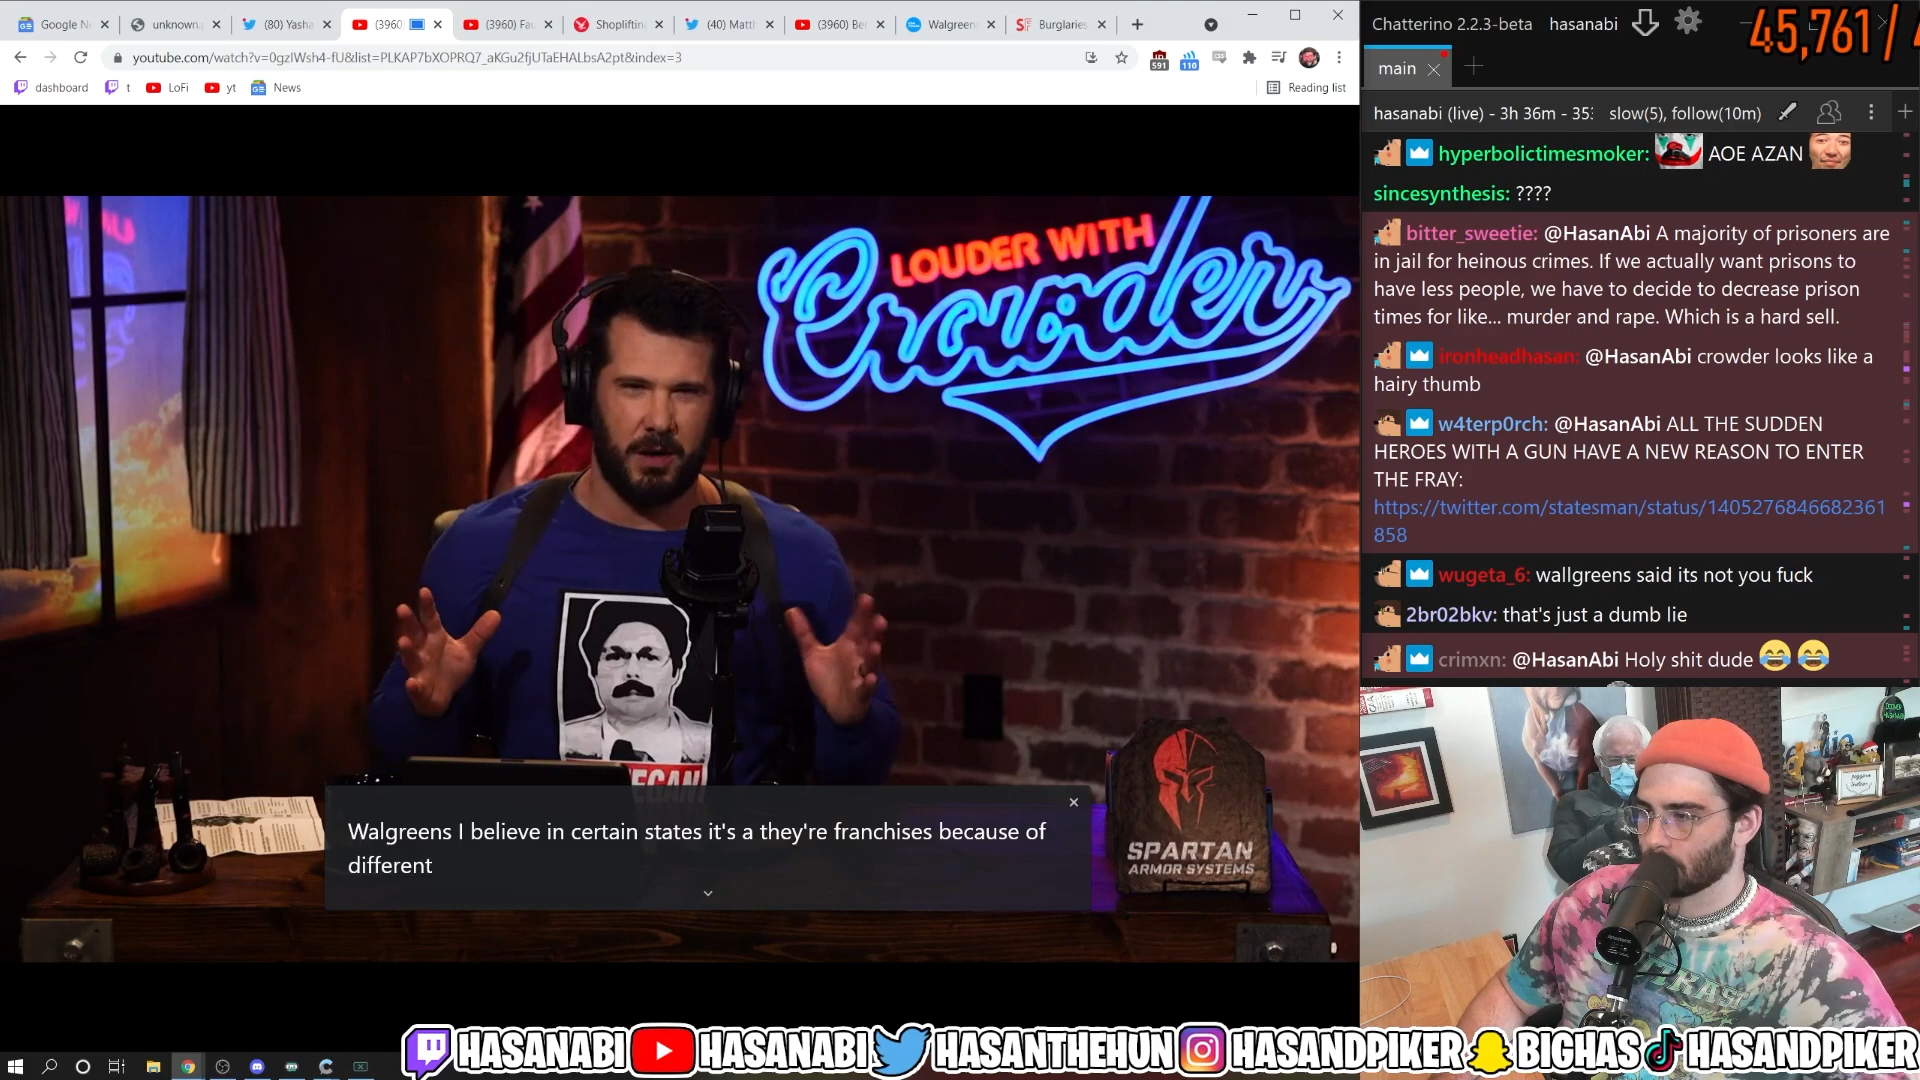 Google Ne
unknown.
(80) Yasha
(3960)
(3960) Fau
Shopliftin
(40) Matth
(3960) Be
Walgreen
Burglaries
youtube.com/watch?v=0gzIWsh4-fU&list=PLKAP7bXOPRQ7_aKGu2fjUTaEHALbsA2pt&index=3
591
110
dashboard
t
LoFi
yt
News
Reading list
LOUDER WITH
Crowder
SPARTAN
ARMOR SYSTEMS
Walgreens I believe in certain states it's a they're franchises because of
different
Chatterino 2.2.3-beta
hasanabi
45,761 / 4
main
hasanabi (live) - 3h 36m - 35:
slow(5), follow(10m)
hyperbolictimesmoker: AOE AZAN
sincesynthesis: ????
bitter_sweetie: @HasanAbi A majority of prisoners are
in jail for heinous crimes. If we actually want prisons to
have less people, we have to decide to decrease prison
times for like... murder and rape. Which is a hard sell.
ironheadhasan: @HasanAbi crowder looks like a
hairy thumb
w4terp0rch: @HasanAbi ALL THE SUDDEN
HEROES WITH A GUN HAVE A NEW REASON TO ENTER
THE FRAY:
https://twitter.com/statesman/status/1405276846682361
858
wugeta_6: wallgreens said its not you fuck
2br02bkv: that's just a dumb lie
crimxn: @HasanAbi Holy shit dude 😂 😂
HASANABI
HASANABI
HASANTHEHUN
HASANDPIKER
BIGHAS
HASANDPIKER